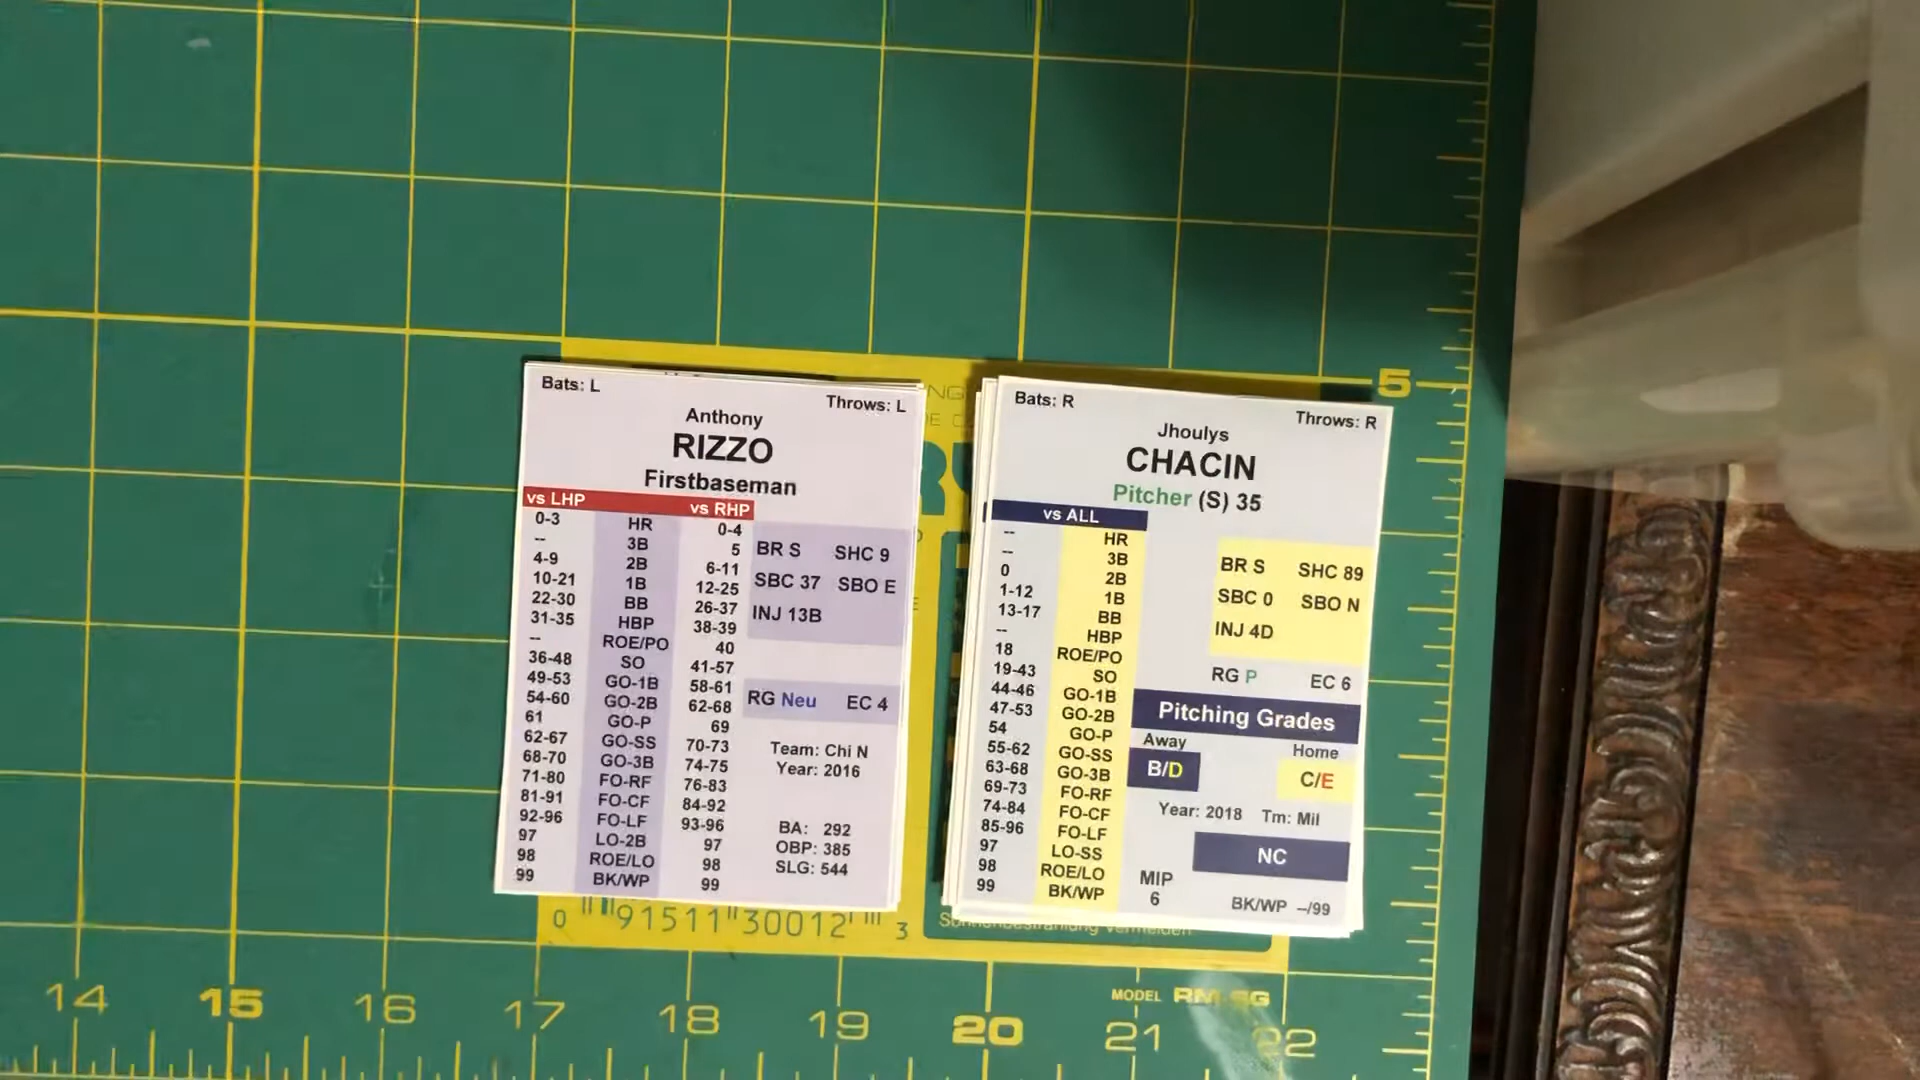 5
Bats: L
Throws: L
Anthony
RIZZO
Firstbaseman
vs LHP vs RHP
0-3 HR 0-4
-- 3B 5
4-9 2B 6-11
10-21 1B 12-25
22-30 BB 26-37
31-35 HBP 38-39
-- ROE/PO 40
36-48 SO 41-57
49-53 GO-1B 58-61
54-60 GO-2B 62-68
61 GO-P 69
62-67 GO-SS 70-73
68-70 GO-3B 74-75
71-80 FO-RF 76-83
81-91 FO-CF 84-92
92-96 FO-LF 93-96
97 LO-2B 97
98 ROE/LO 98
99 BK/WP 99
BR S SHC 9
SBC 37 SBO E
INJ 13B
RG Neu EC 4
Team: Chi N
Year: 2016
BA: 292
OBP: 385
SLG: 544
Bats: R
Throws: R
Jhoulys
CHACIN
Pitcher (S) 35
vs ALL
-- HR
-- 3B
0 2B
1-12 1B
13-17 BB
-- HBP
18 ROE/PO
19-43 SO
44-46 GO-1B
47-53 GO-2B
54 GO-P
55-62 GO-SS
63-68 GO-3B
69-73 FO-RF
74-84 FO-CF
85-96 FO-LF
97 LO-SS
98 ROE/LO
99 BK/WP
BR S SHC 89
SBC 0 SBO N
INJ 4D
RG P EC 6
Pitching Grades
Away Home
B/D C/E
Year: 2018 Tm: Mil
NC
MIP
6
BK/WP --/99
0 91511 30012 3
Sonnenbestrahlung vermeiden
MODEL RM-SG
14 15 16 17 18 19 20 21 22